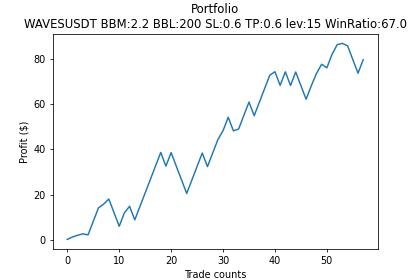 Portfolio
WAVESUSDT BBM:2.2 BBL:200 SL:0.6 TP:0.6 lev:15 WinRatio:67.0
80
60
40
20
0
Profit ($)
0 10 20 30 40 50
Trade counts